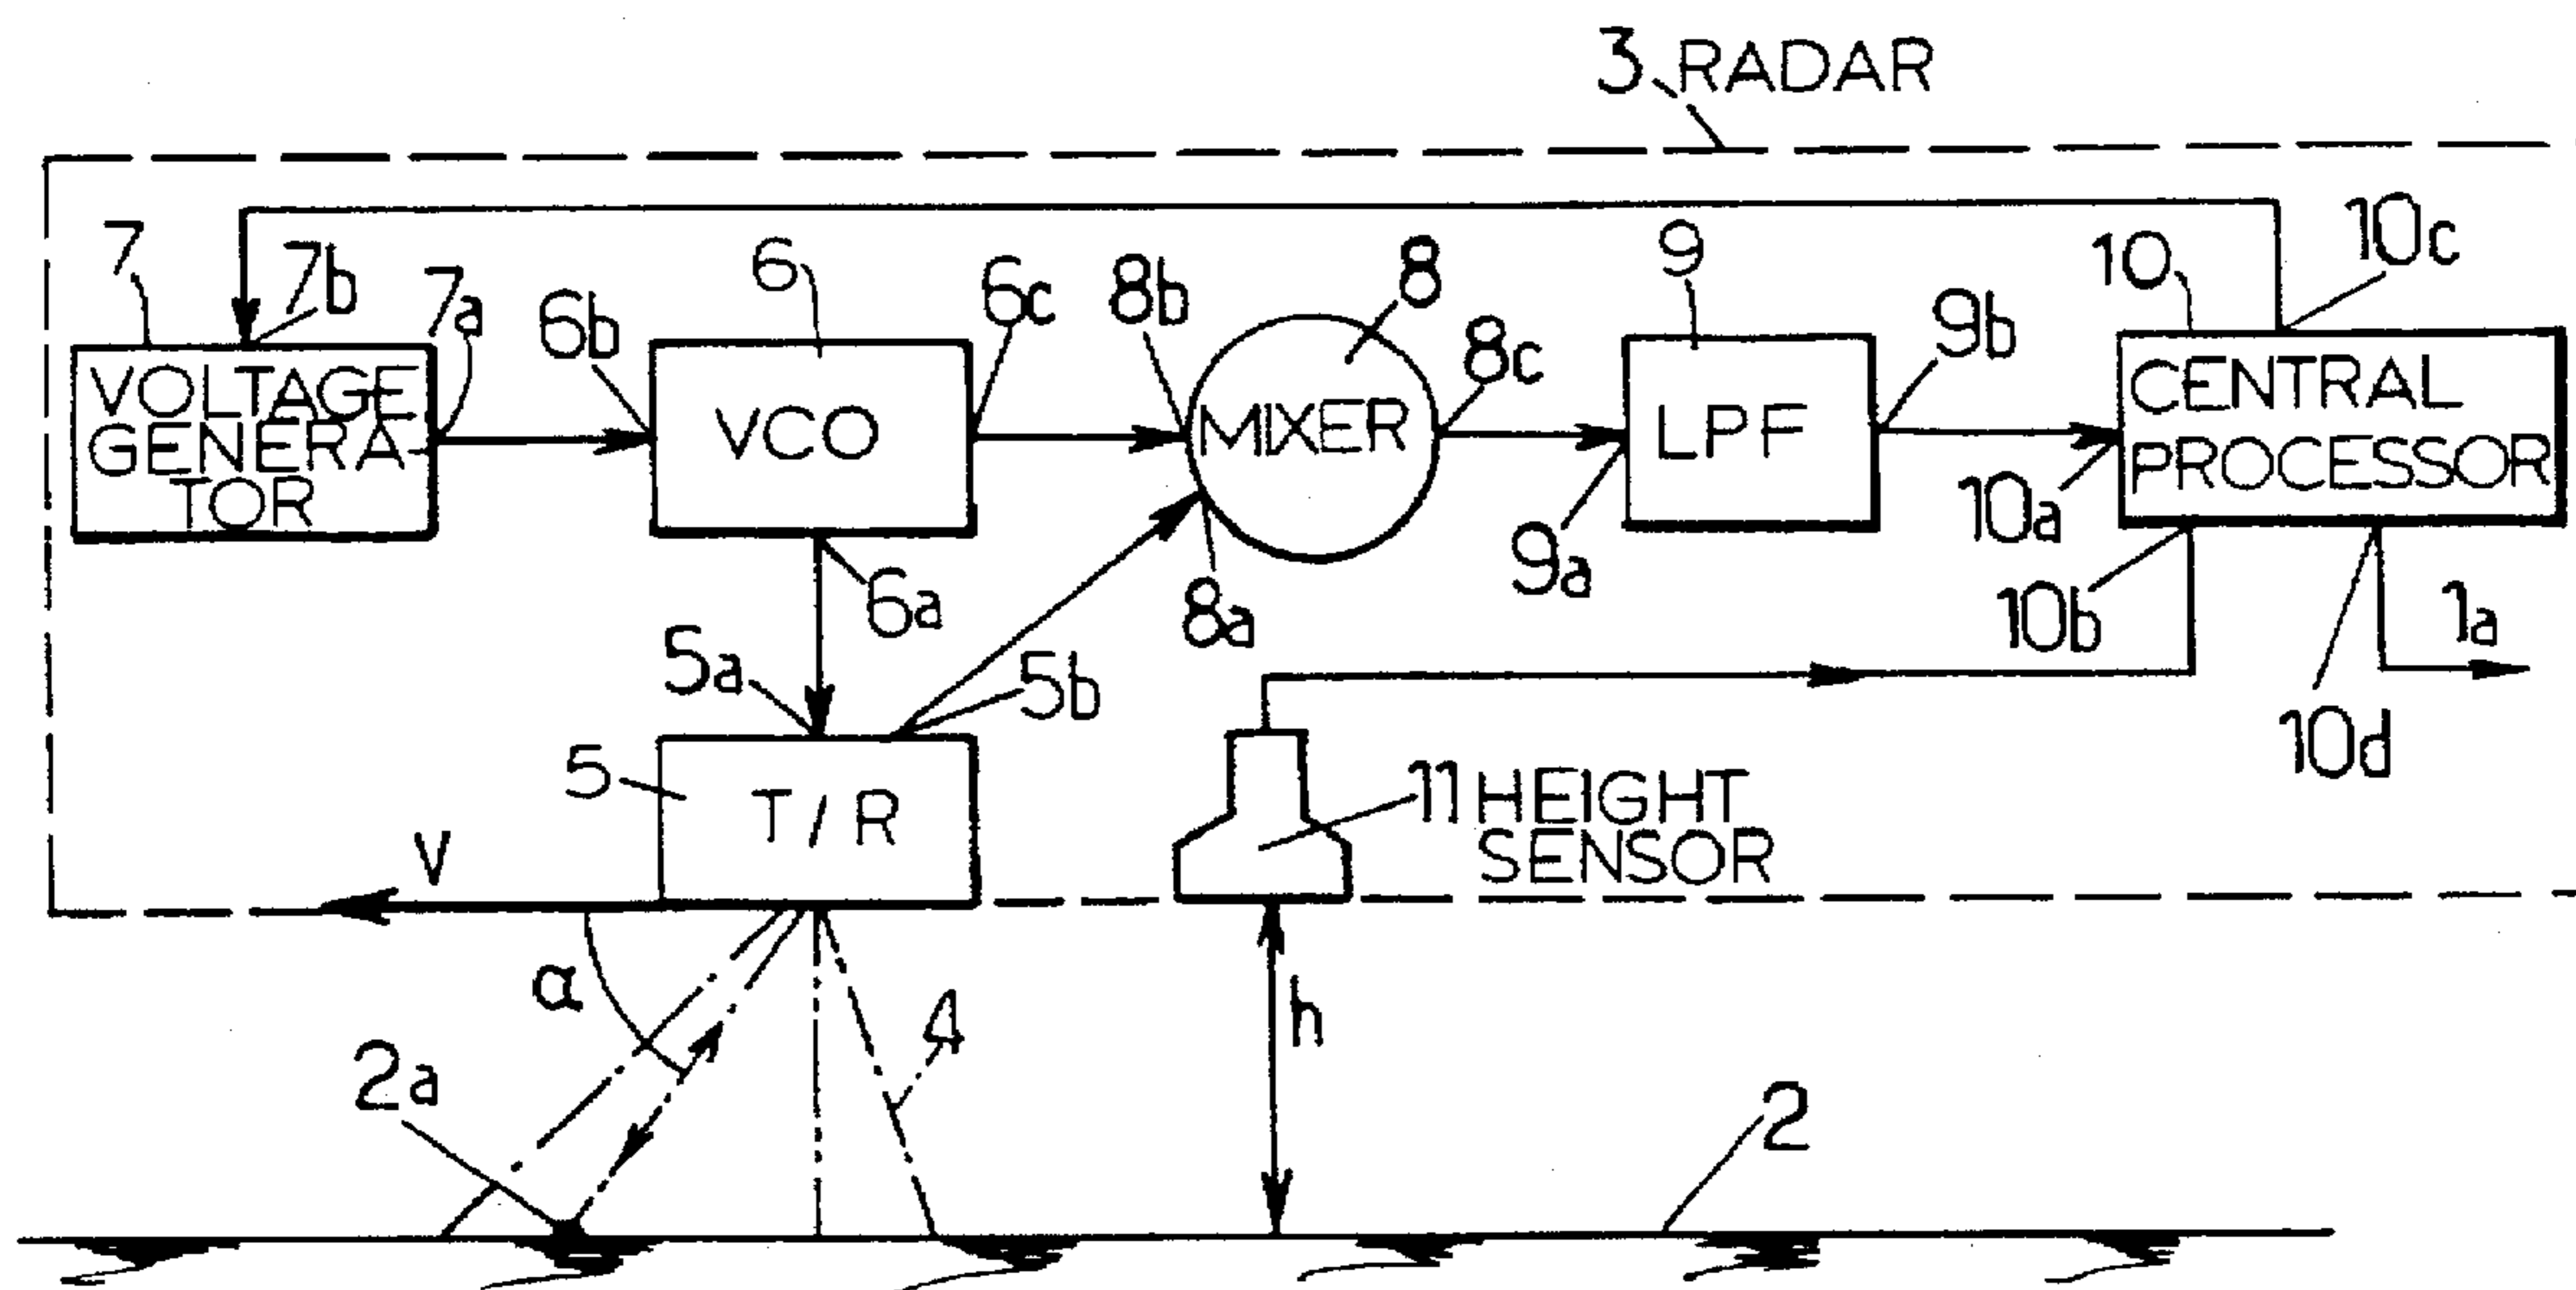 3 RADAR
7
7b
7a
6b
6
6c
8b
8
8c
9
9b
10
10c
VOLTAGE
GENERA-
TOR
VCO
MIXER
LPF
CENTRAL
PROCESSOR
6a
8a
9a
10a
10b
1a
10d
5a
5b
5
T/R
11 HEIGHT
SENSOR
V
α
4
h
2a
2